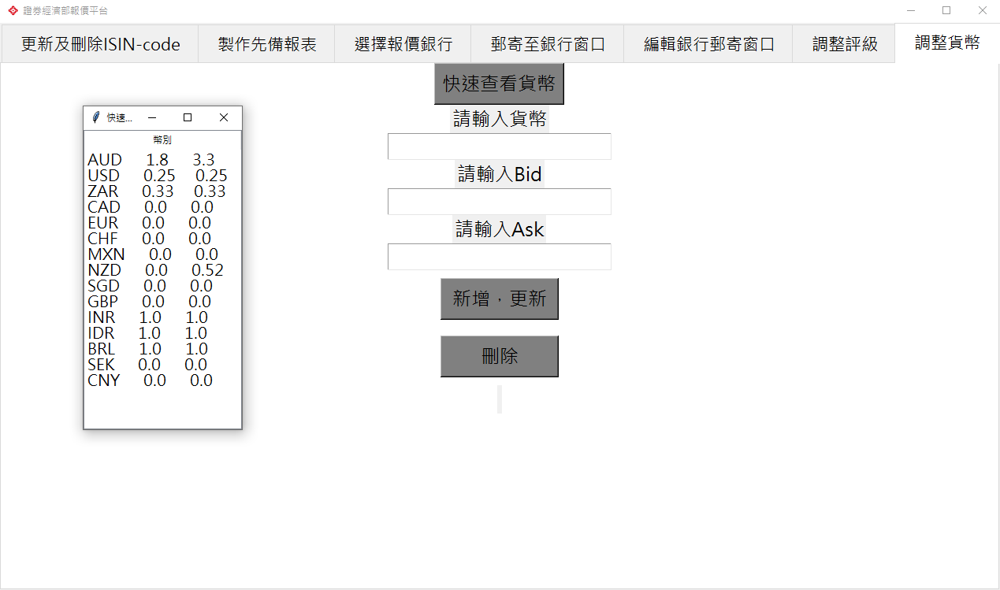 證券經濟部報價平台
更新及刪除ISIN-code 製作先備報表 選擇報價銀行 郵寄至銀行窗口 編輯銀行郵寄窗口 調整評級 調整貨幣
快速查看貨幣
請輸入貨幣
請輸入Bid
請輸入Ask
新增，更新
刪除
快速...
幣別
AUD 1.8 3.3
USD 0.25 0.25
ZAR 0.33 0.33
CAD 0.0 0.0
EUR 0.0 0.0
CHF 0.0 0.0
MXN 0.0 0.0
NZD 0.0 0.52
SGD 0.0 0.0
GBP 0.0 0.0
INR 1.0 1.0
IDR 1.0 1.0
BRL 1.0 1.0
SEK 0.0 0.0
CNY 0.0 0.0